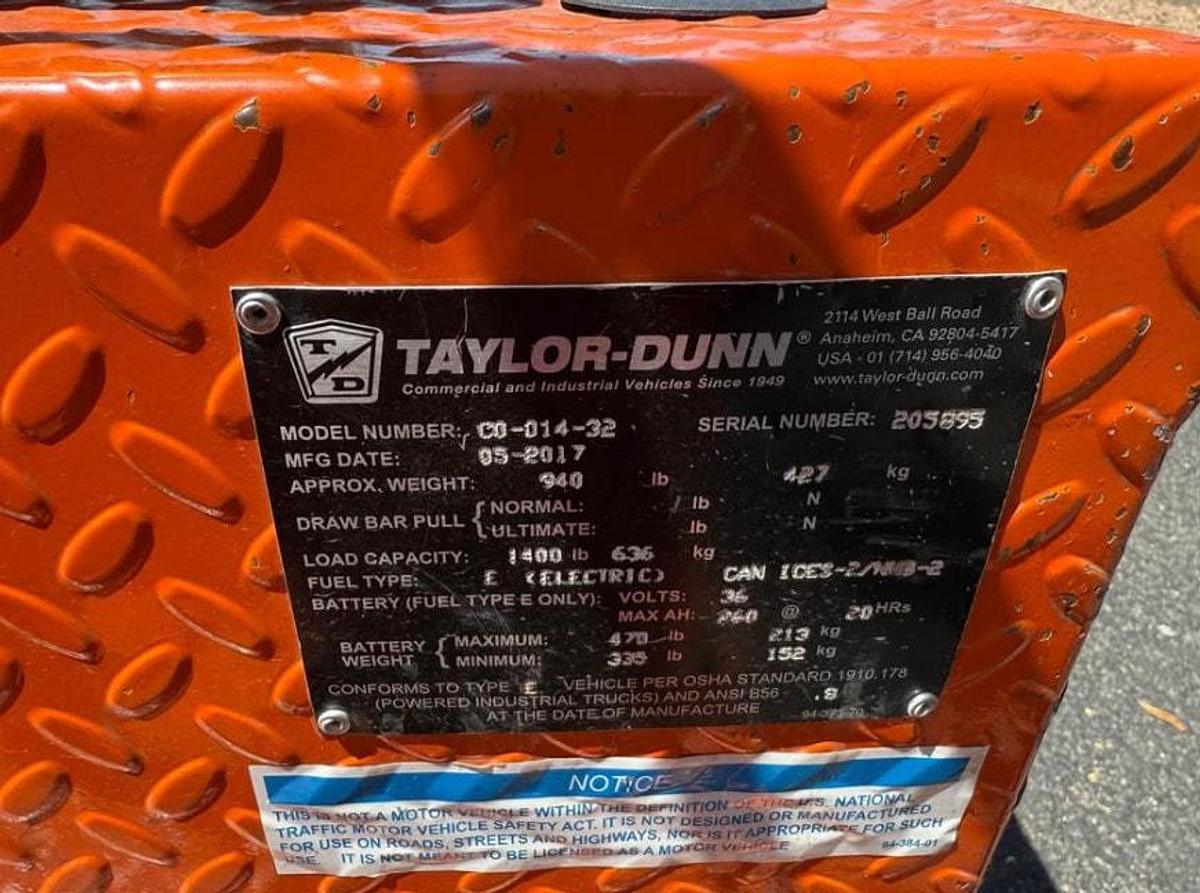 TD
TAYLOR-DUNN®
Commercial and Industrial Vehicles Since 1949
2114 West Ball Road
Anaheim, CA 92804-5417
USA - 01 (714) 956-4040
www.taylor-dunn.com
MODEL NUMBER: CO-014-32 SERIAL NUMBER: 205895
MFG DATE: 05-2017
APPROX. WEIGHT: 940 lb 427 kg
DRAW BAR PULL { NORMAL: lb N
ULTIMATE: lb N
LOAD CAPACITY: 1400 lb 636 kg
FUEL TYPE: E (ELECTRIC) CAN ICES-2/NMB-2
BATTERY (FUEL TYPE E ONLY): VOLTS: 36
MAX AH: 260 @ 20 HRs
BATTERY WEIGHT { MAXIMUM: 470 lb 213 kg
MINIMUM: 335 lb 152 kg
CONFORMS TO TYPE E VEHICLE PER OSHA STANDARD 1910.178
(POWERED INDUSTRIAL TRUCKS) AND ANSI B56 .8
AT THE DATE OF MANUFACTURE
NOTICE
THIS IS NOT A MOTOR VEHICLE WITHIN THE DEFINITION OF THE U.S. NATIONAL
TRAFFIC MOTOR VEHICLE SAFETY ACT. IT IS NOT DESIGNED OR MANUFACTURED
FOR USE ON ROADS, STREETS AND HIGHWAYS, NOR IS IT APPROPRIATE FOR SUCH
USE. IT IS NOT MEANT TO BE LICENSED AS A MOTOR VEHICLE
94-384-01